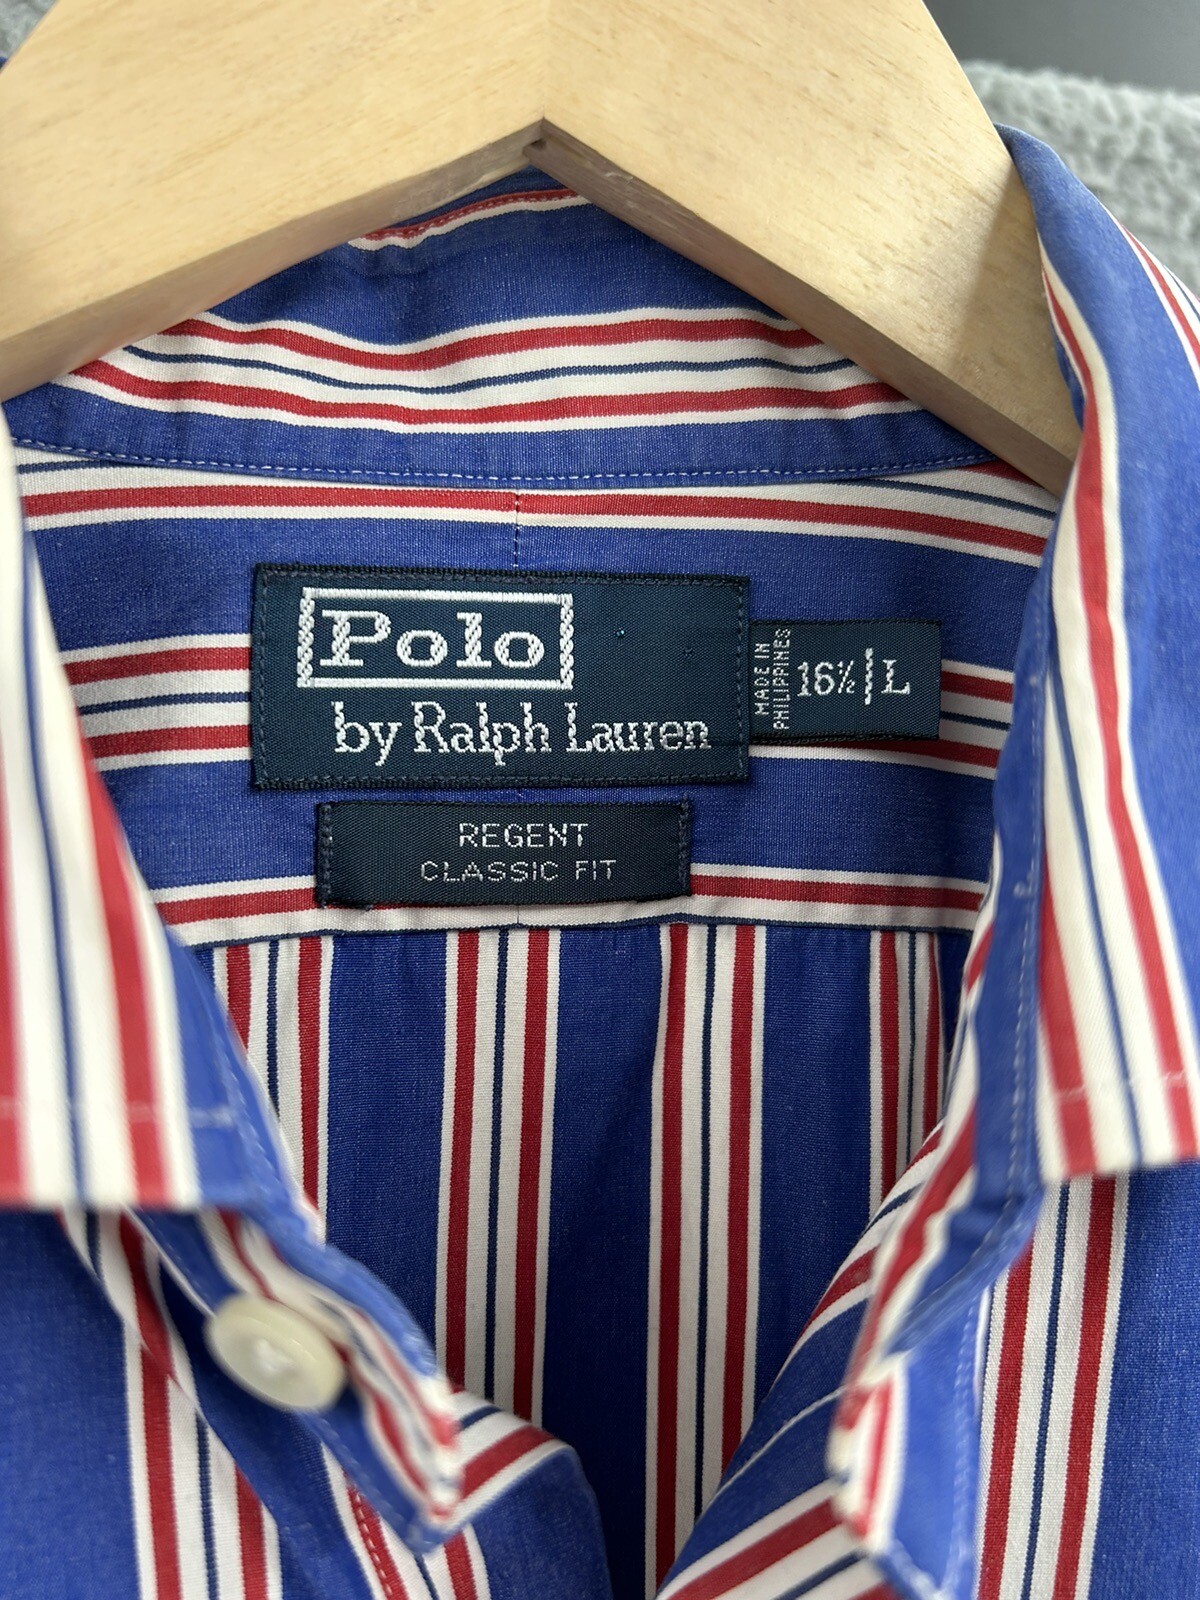 Polo
by Ralph Lauren
MADE IN
PHILIPPINES
16½ | L
REGENT
CLASSIC FIT